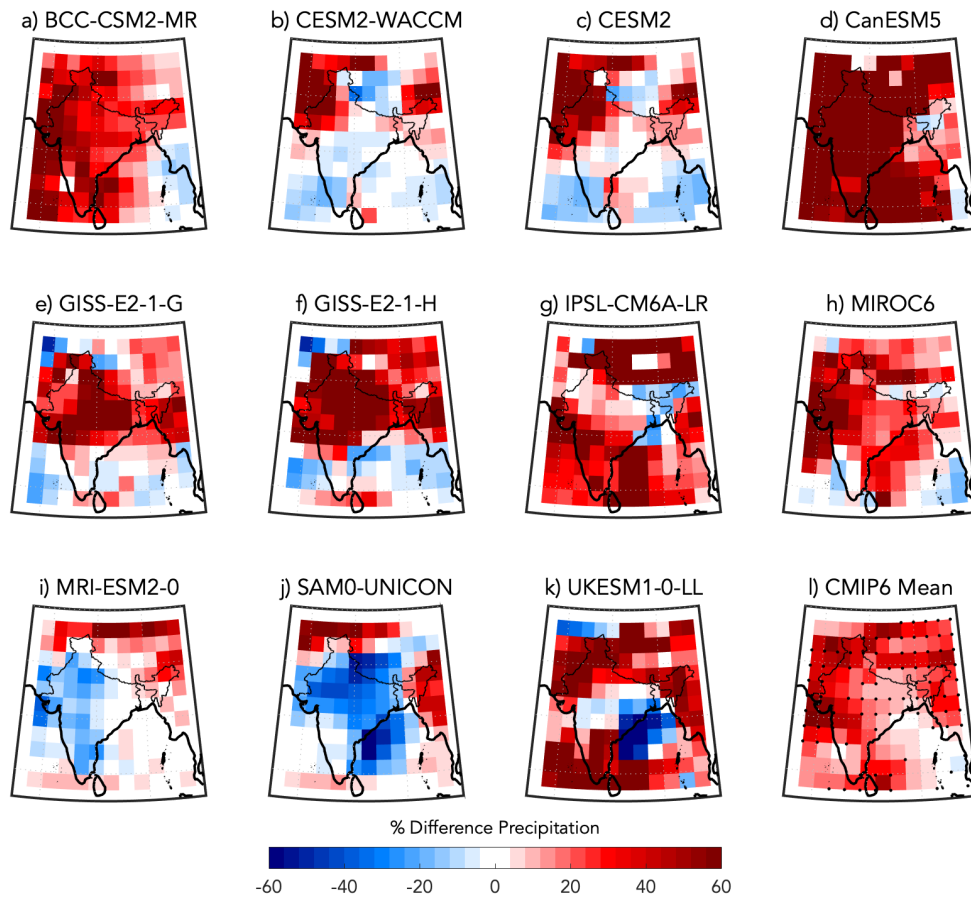 a) BCC-CSM2-MR
b) CESM2-WACCM
c) CESM2
d) CanESM5
e) GISS-E2-1-G
f) GISS-E2-1-H
g) IPSL-CM6A-LR
h) MIROC6
i) MRI-ESM2-0
j) SAM0-UNICON
k) UKESM1-0-LL
l) CMIP6 Mean
% Difference Precipitation
-60 -40 -20 0 20 40 60